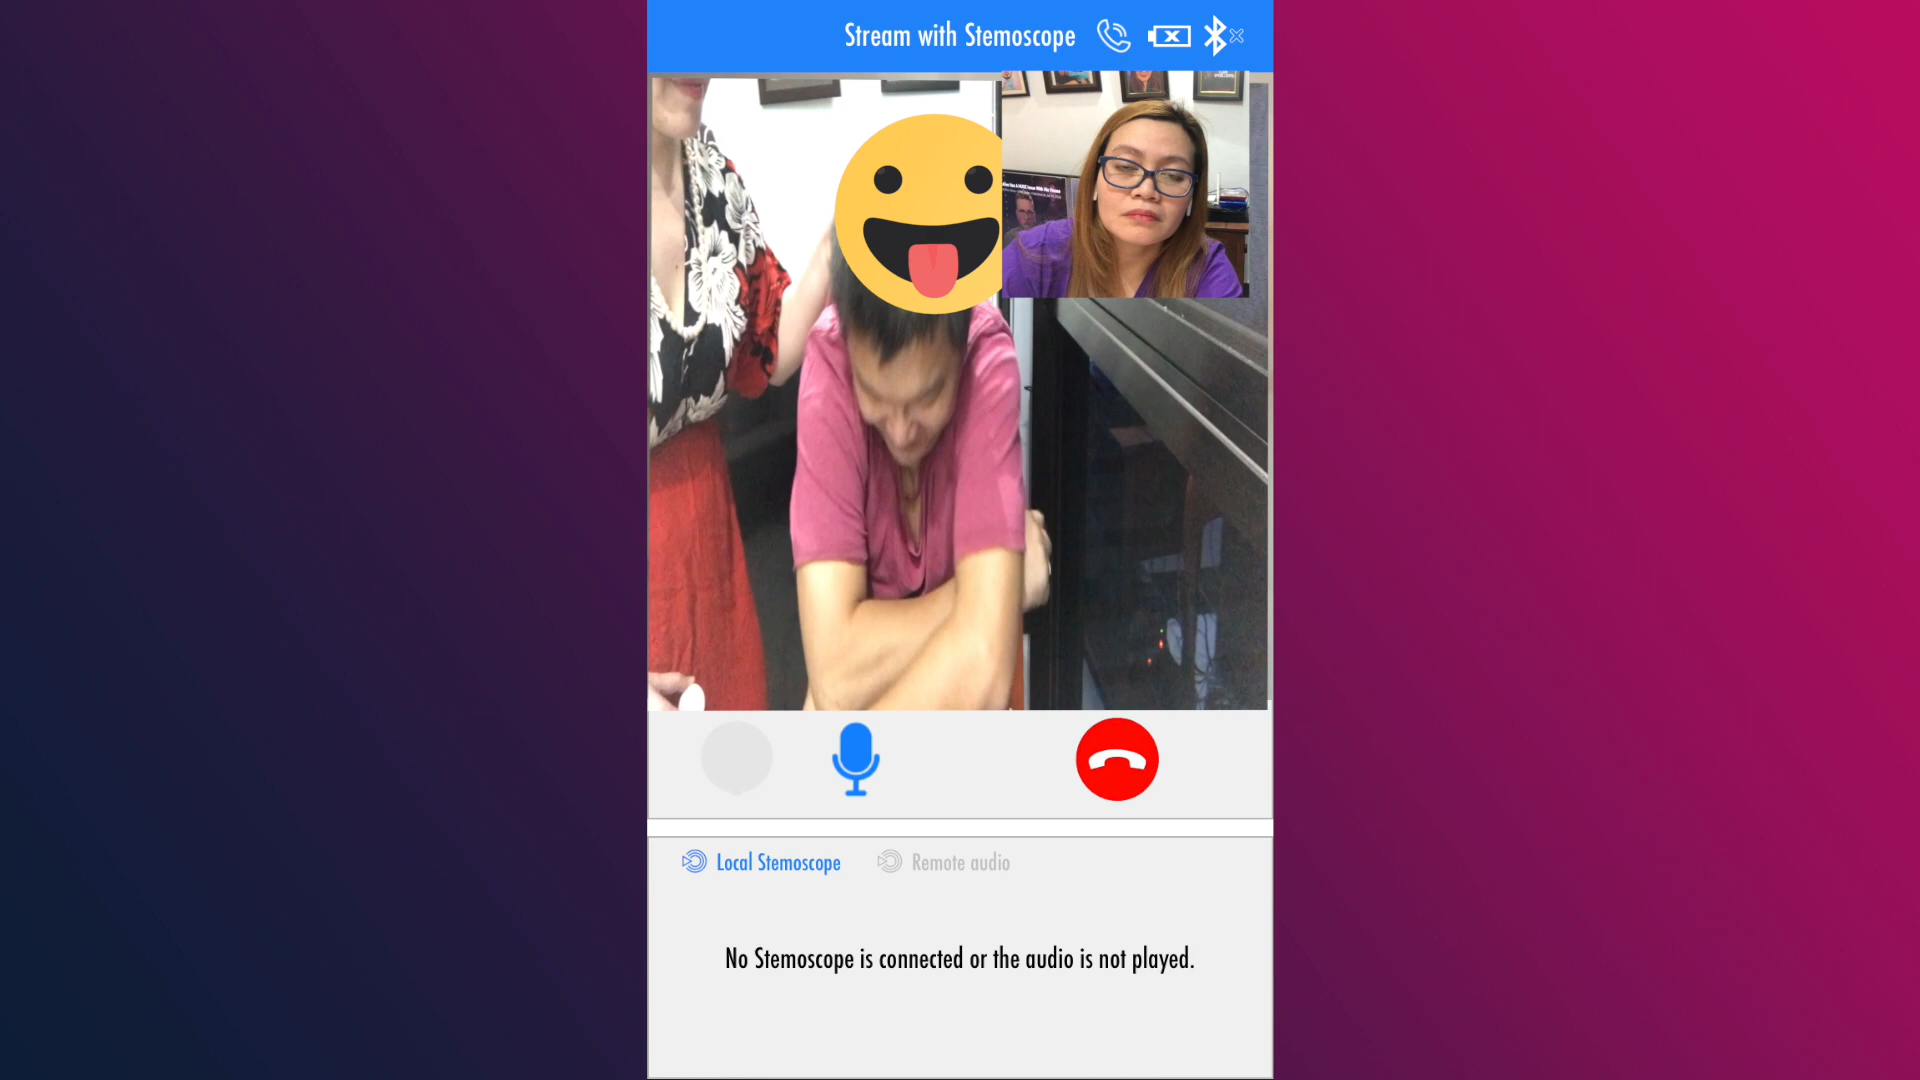 Stream with Stemoscope
Local Stemoscope
Remote audio
No Stemoscope is connected or the audio is not played.